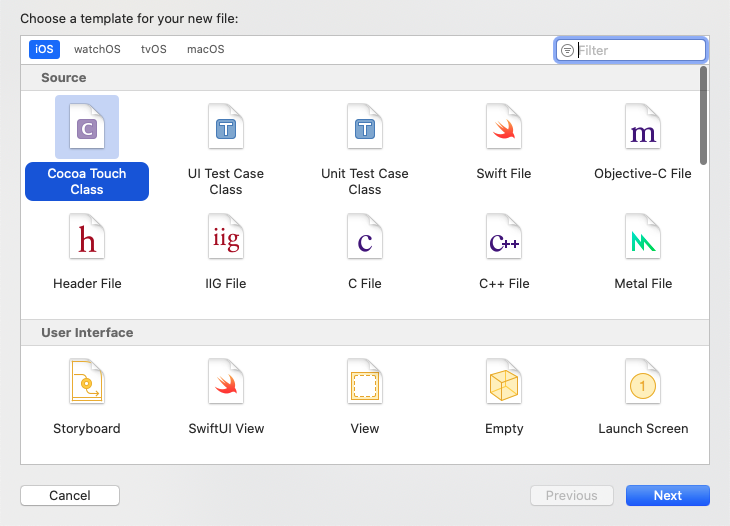 Choose a template for your new file:
iOS watchOS tvOS macOS Filter
Source
C T T m
Cocoa Touch Class
UI Test Case Class
Unit Test Case Class
Swift File
Objective-C File
h iig c c++
Header File
IIG File
C File
C++ File
Metal File
User Interface
1
Storyboard
SwiftUI View
View
Empty
Launch Screen
Cancel Previous Next